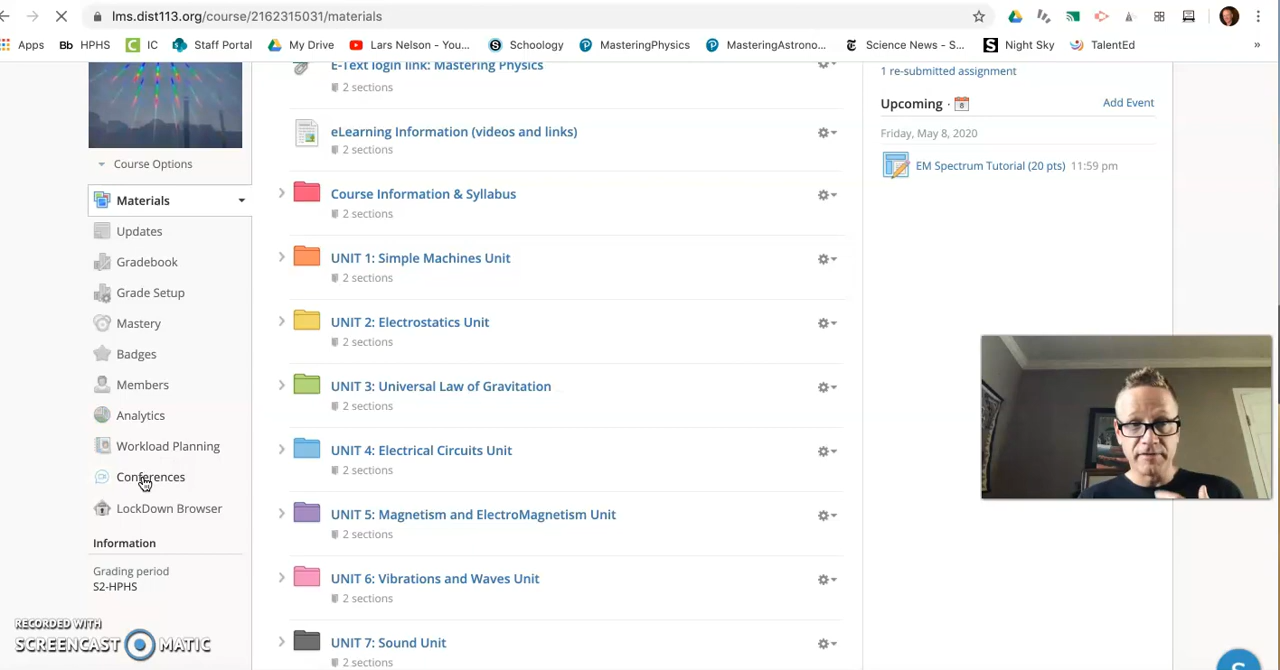 lms.dist113.org/course/2162315031/materials
Apps
Bb HPHS
C IC
Staff Portal
My Drive
Lars Nelson - You...
S Schoology
P MasteringPhysics
P MasteringAstrono...
Science News - S...
S Night Sky
TalentEd
»
E-Text login link: Mastering Physics
2 sections
eLearning Information (videos and links)
2 sections
Course Information & Syllabus
2 sections
UNIT 1: Simple Machines Unit
2 sections
UNIT 2: Electrostatics Unit
2 sections
UNIT 3: Universal Law of Gravitation
2 sections
UNIT 4: Electrical Circuits Unit
2 sections
UNIT 5: Magnetism and ElectroMagnetism Unit
2 sections
UNIT 6: Vibrations and Waves Unit
2 sections
UNIT 7: Sound Unit
2 sections
Course Options
Materials
Updates
Gradebook
Grade Setup
Mastery
Badges
Members
Analytics
Workload Planning
Conferences
LockDown Browser
Information
Grading period
S2-HPHS
1 re-submitted assignment
Upcoming · 8
Add Event
Friday, May 8, 2020
EM Spectrum Tutorial (20 pts) 11:59 pm
RECORDED WITH
SCREENCAST MATIC
S